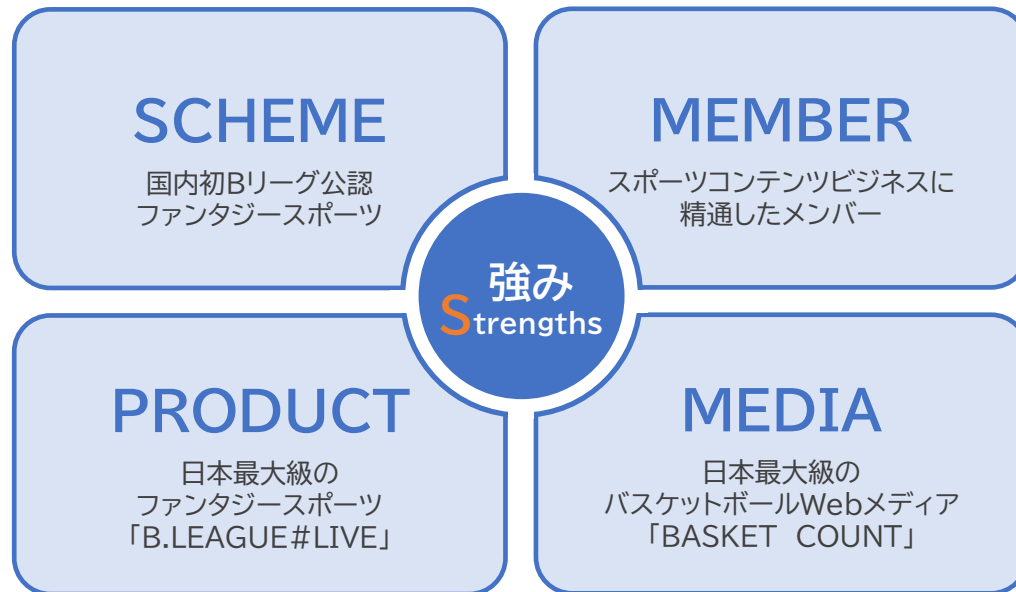 SCHEME
国内初Bリーグ公認
ファンタジースポーツ
MEMBER
スポーツコンテンツビジネスに
精通したメンバー
強み
Strengths
PRODUCT
日本最大級の
ファンタジースポーツ
「B.LEAGUE#LIVE」
MEDIA
日本最大級の
バスケットボールWebメディア
「BASKET COUNT」